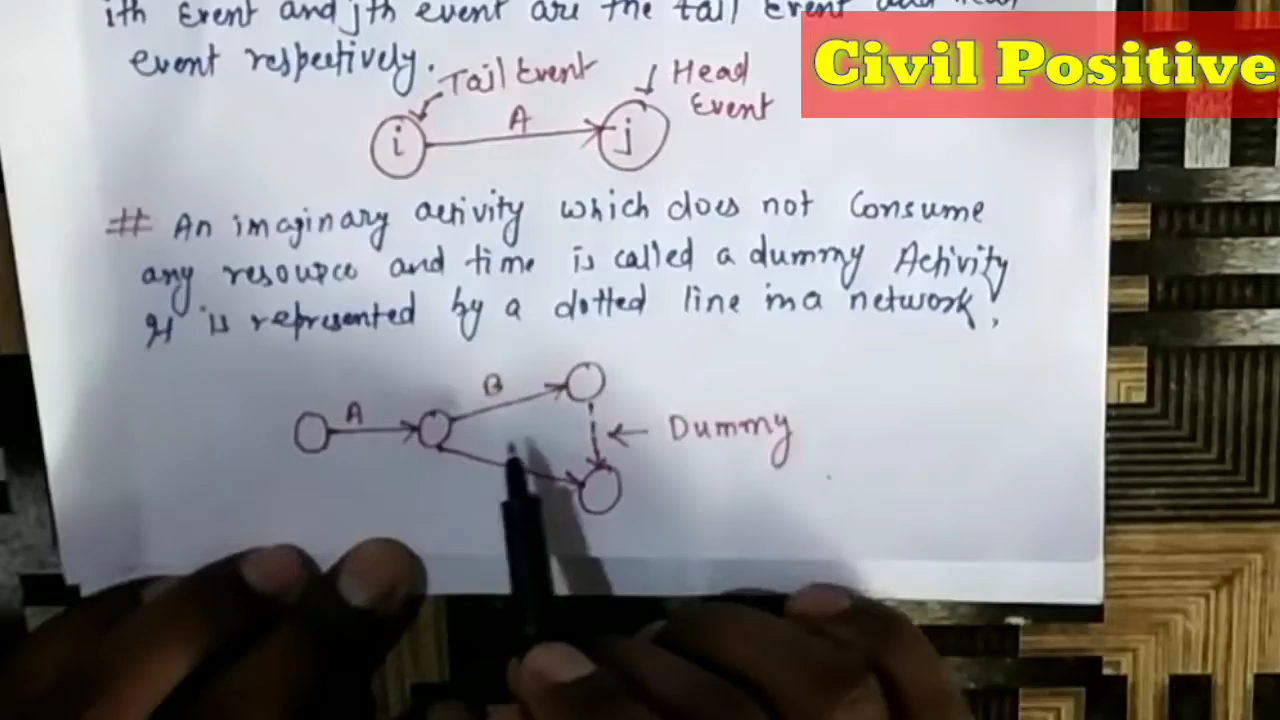 ith Event and jth event are the tail Event
Civil Positive
event respectively.
Tail Event
Head
Event
A
i
j
# An imaginary activity which does not Consume
any resource and time is called a dummy Activity
It is represented by a dotted line in a network,
B
A
Dummy